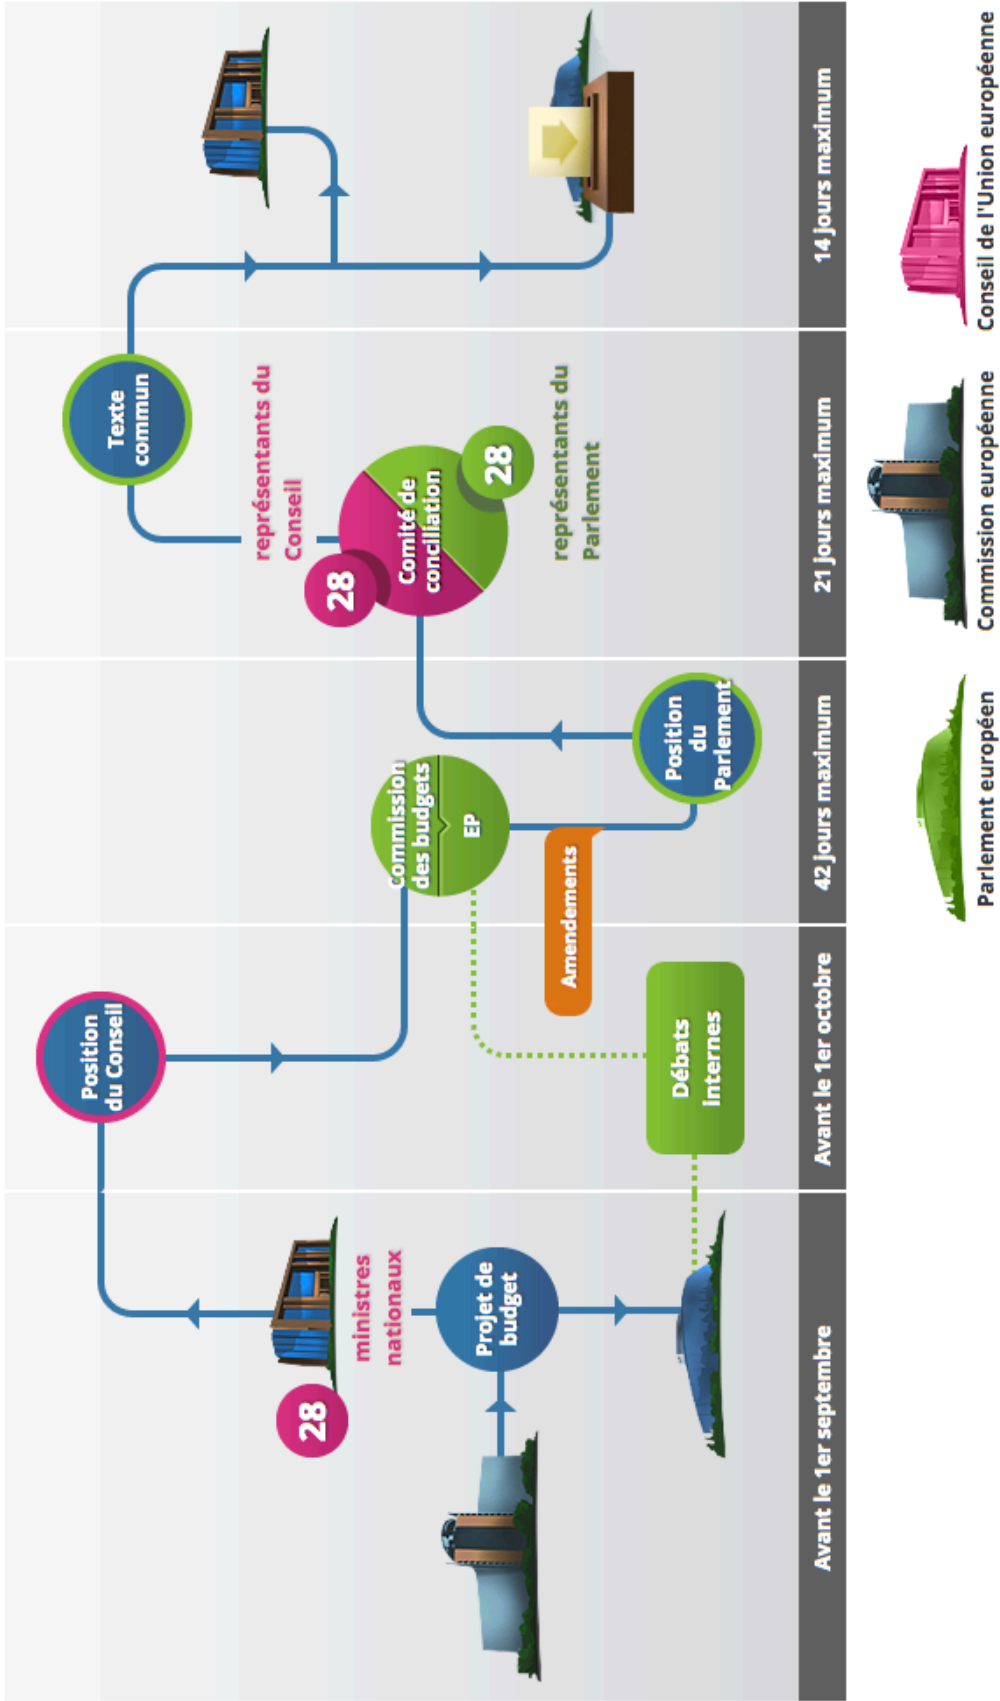 28
ministres
nationaux
Projet de
budget
Position
du Conseil
Débats
internes
Commission
des budgets
EP
Amendements
Position
du
Parlement
28
représentants du
Conseil
Comité de
conciliation
28
représentants du
Parlement
Texte
commun
Avant le 1er septembre
Avant le 1er octobre
42 jours maximum
21 jours maximum
14 jours maximum
Parlement européen
Commission européenne
Conseil de l'Union européenne